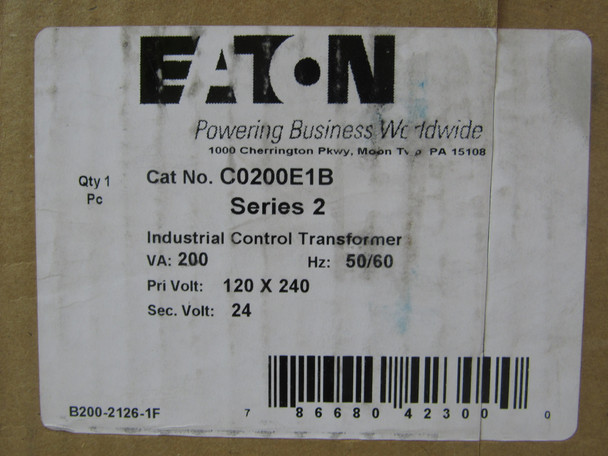 EATON
Powering Business Worldwide
1000 Cherrington Pkwy, Moon Twp PA 15108
Qty 1
Pc
Cat No. C0200E1B
Series 2
Industrial Control Transformer
VA: 200 Hz: 50/60
Pri Volt: 120 X 240
Sec. Volt: 24
B200-2126-1F
7 86680 42300 0